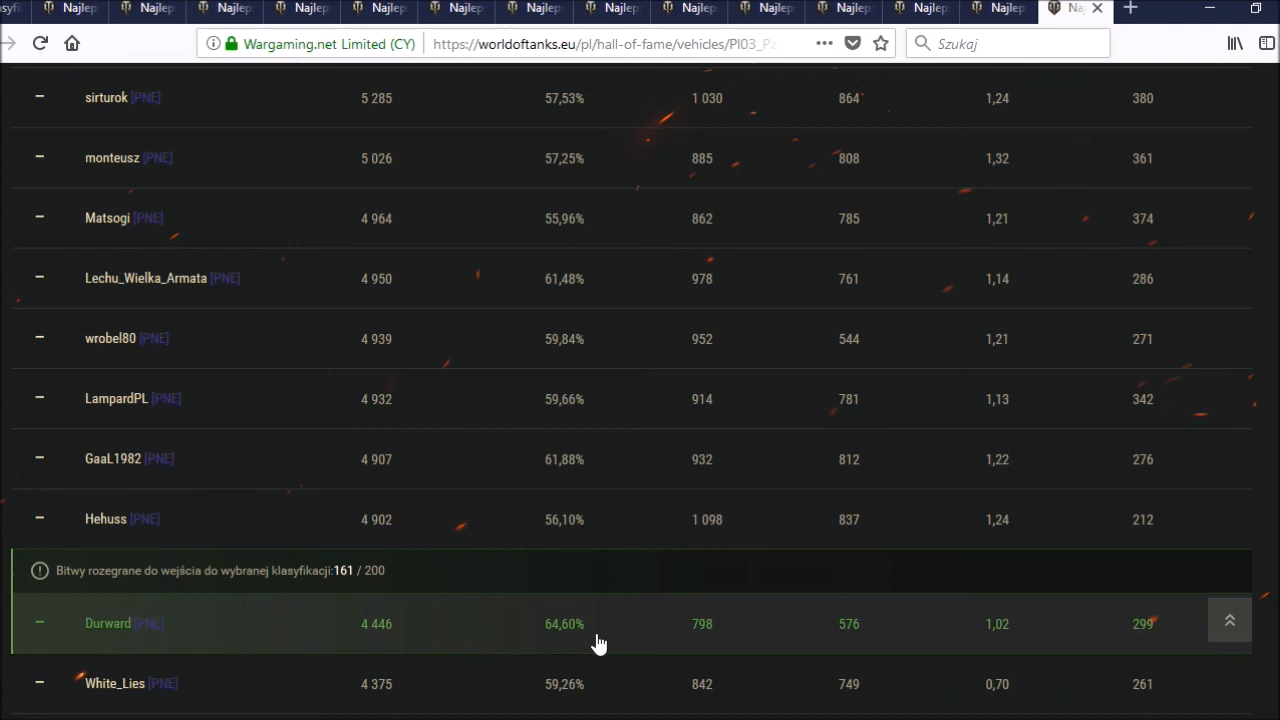 syfil Najlep Najlep Najlep Najlep Najlep Najlep Najlep Najlep Najlep Najlep Najlep Najlep Naj
Wargaming.net Limited (CY) https://worldoftanks.eu/pl/hall-of-fame/vehicles/Pl03_Pz Szukaj
sirturok [PNE] 5 285 57,53% 1 030 864 1,24 380
monteusz [PNE] 5 026 57,25% 885 808 1,32 361
Matsogi [PNE] 4 964 55,96% 862 785 1,21 374
Lechu_Wielka_Armata [PNE] 4 950 61,48% 978 761 1,14 286
wrobel80 [PNE] 4 939 59,84% 952 544 1,21 271
LampardPL [PNE] 4 932 59,66% 914 781 1,13 342
GaaL1982 [PNE] 4 907 61,88% 932 812 1,22 276
Hehuss [PNE] 4 902 56,10% 1 098 837 1,24 212
Bitwy rozegrane do wejścia do wybranej klasyfikacji:161 / 200
Durward [PNE] 4 446 64,60% 798 576 1,02 299
White_Lies [PNE] 4 375 59,26% 842 749 0,70 261